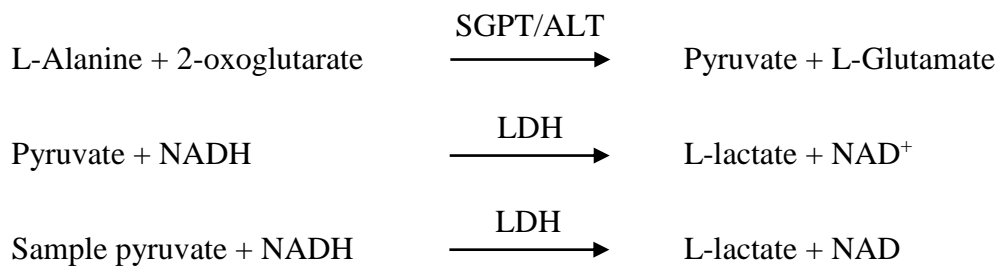 SGPT/ALT
L-Alanine + 2-oxoglutarate Pyruvate + L-Glutamate
LDH
Pyruvate + NADH L-lactate + NAD⁺
LDH
Sample pyruvate + NADH L-lactate + NAD